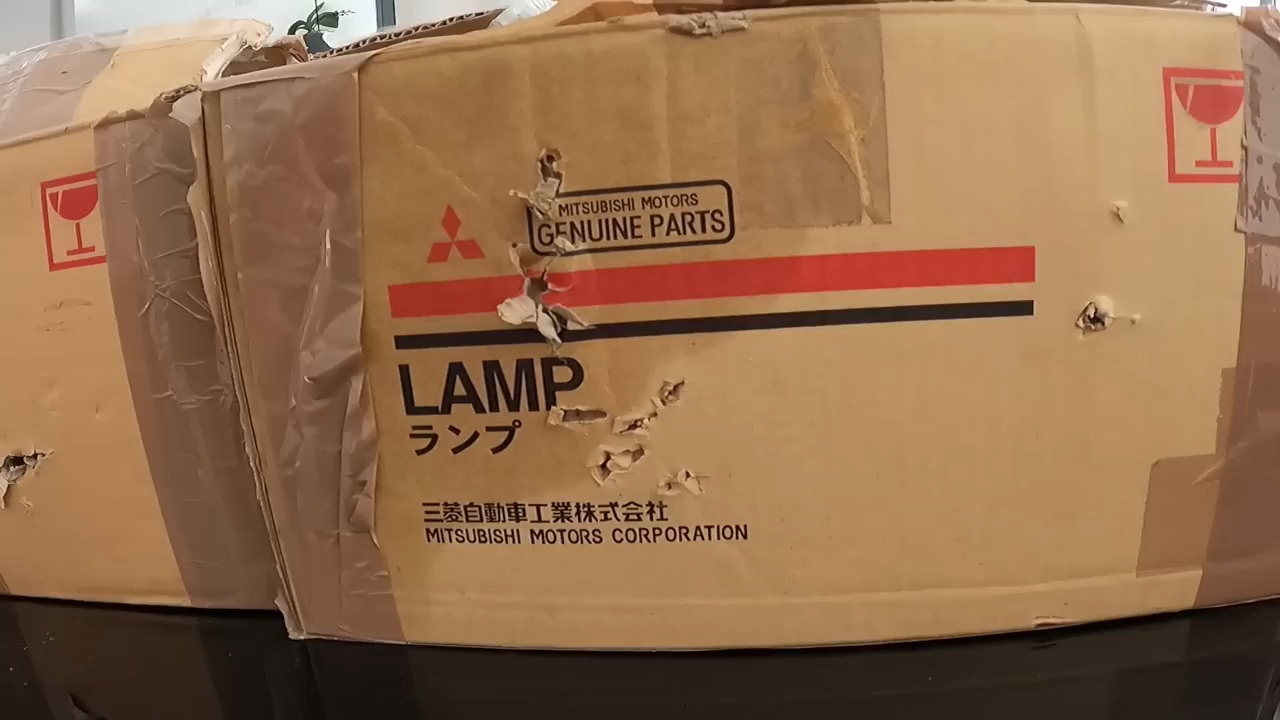 MITSUBISHI MOTORS
GENUINE PARTS
LAMP
ランプ
三菱自動車工業株式会社
MITSUBISHI MOTORS CORPORATION